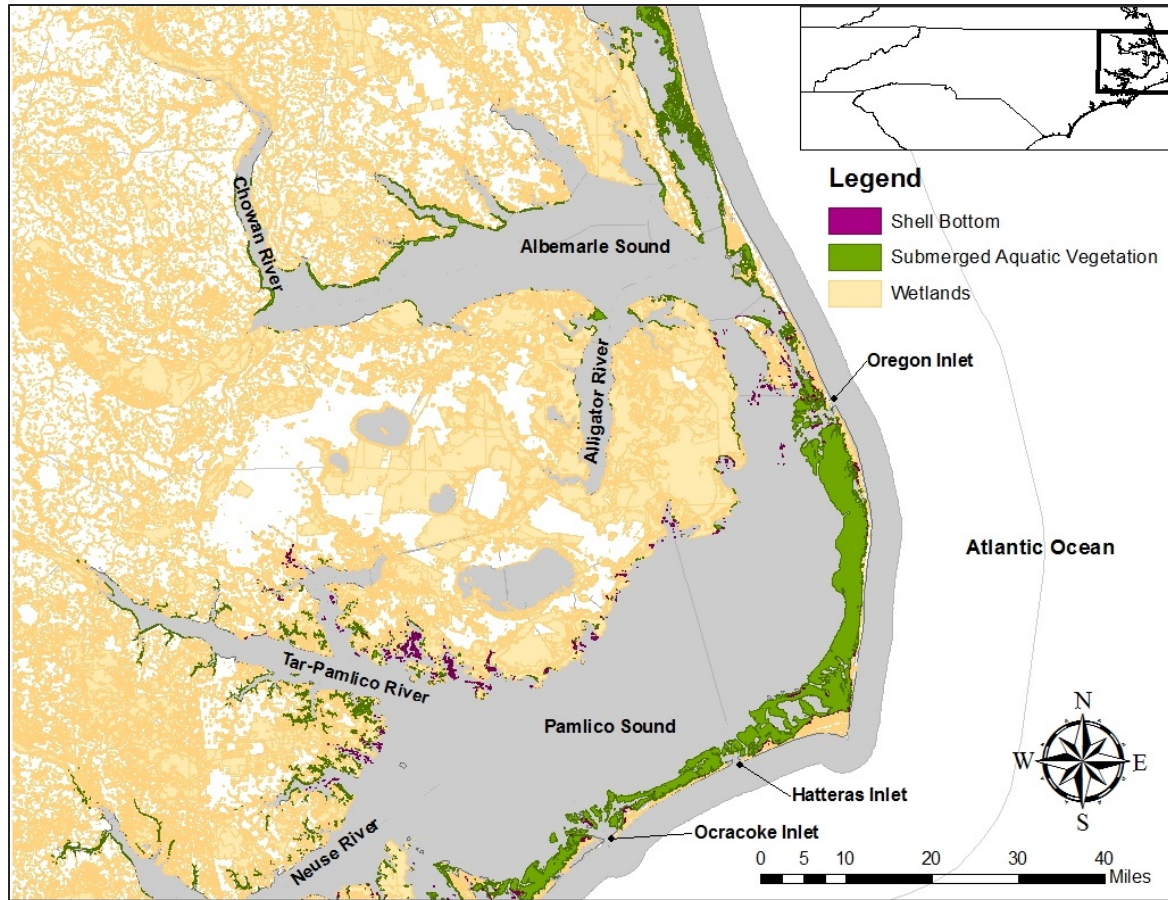 Legend
Shell Bottom
Submerged Aquatic Vegetation
Wetlands
Chowan River
Albemarle Sound
Alligator River
Oregon Inlet
Atlantic Ocean
Tar-Pamlico River
Pamlico Sound
Hatteras Inlet
Ocracoke Inlet
Neuse River
N
W E
S
0 5 10 20 30 40
Miles